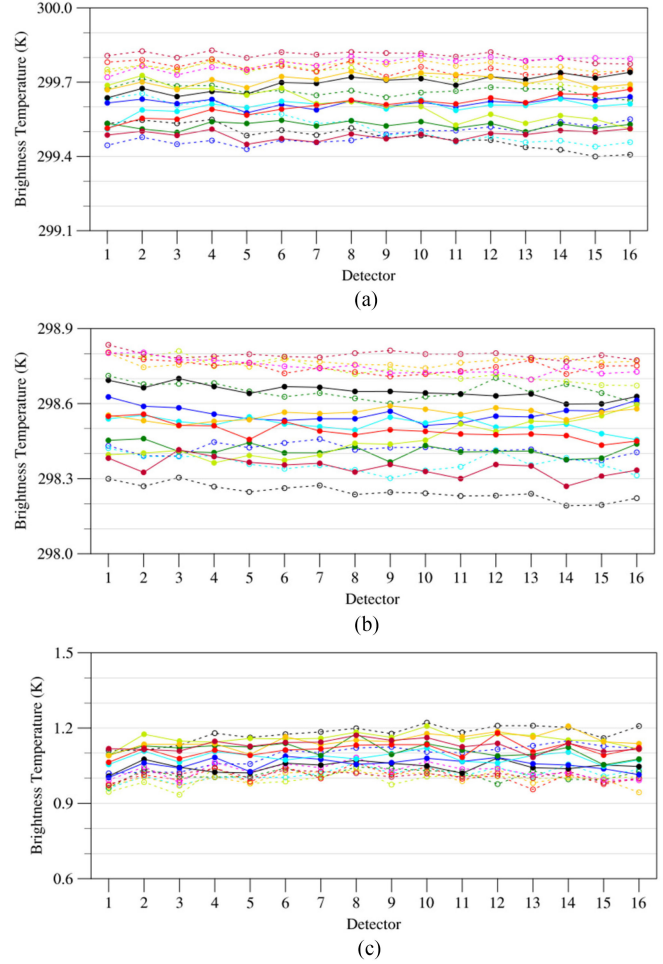 300.0
299.7
299.4
299.1
Brightness Temperature (K)
1 2 3 4 5 6 7 8 9 10 11 12 13 14 15 16
Detector
(a)
298.9
298.6
298.3
298.0
Brightness Temperature (K)
1 2 3 4 5 6 7 8 9 10 11 12 13 14 15 16
Detector
(b)
1.5
1.2
0.9
0.6
Brightness Temperature (K)
1 2 3 4 5 6 7 8 9 10 11 12 13 14 15 16
Detector
(c)